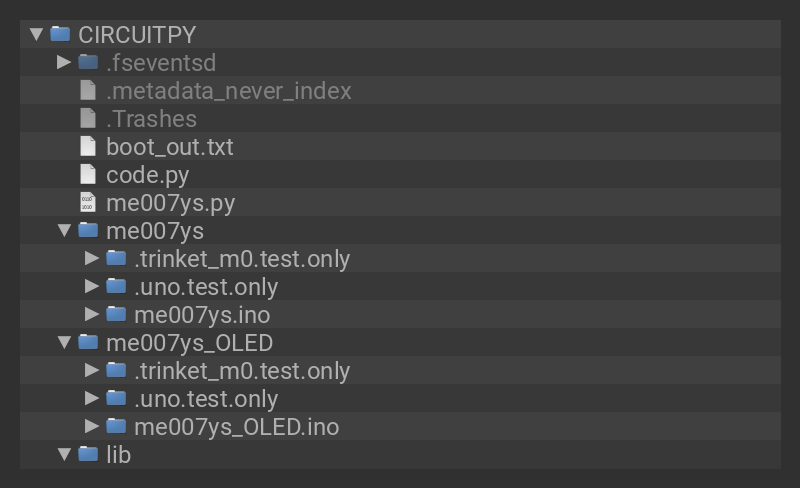 CIRCUITPY
.fseventsd
.metadata_never_index
.Trashes
boot_out.txt
code.py
me007ys.py
me007ys
.trinket_m0.test.only
.uno.test.only
me007ys.ino
me007ys_OLED
.trinket_m0.test.only
.uno.test.only
me007ys_OLED.ino
lib